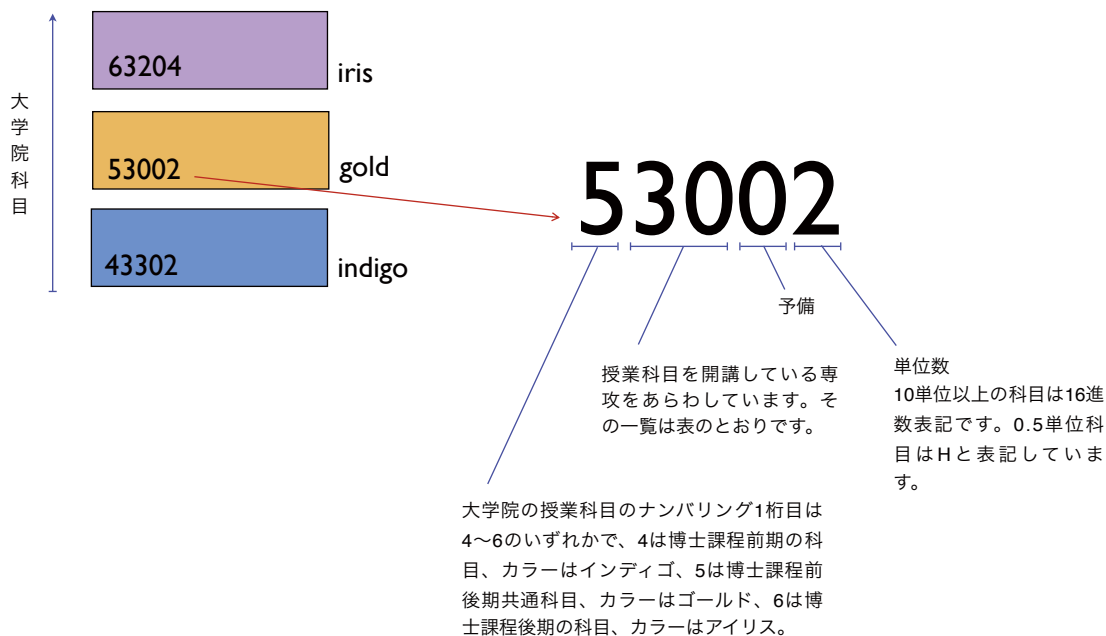 大学院科目
63204
iris
53002
gold
43302
indigo
53002
予備
授業科目を開講している専
攻をあらわしています。そ
の一覧は表のとおりです。
単位数
10単位以上の科目は16進
数表記です。0.5単位科
目はHと表記していま
す。
大学院の授業科目のナンバリング1桁目は
4〜6のいずれかで、4は博士課程前期の科
目、カラーはインディゴ、5は博士課程前
後期共通科目、カラーはゴールド、6は博
士課程後期の科目、カラーはアイリス。